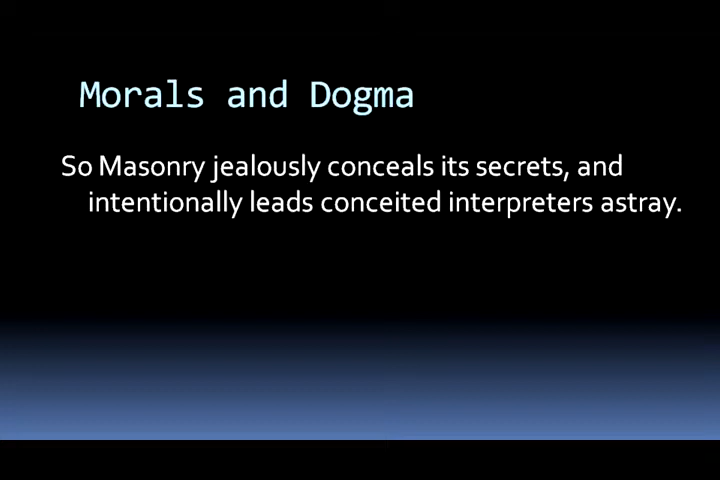 Morals and Dogma
So Masonry jealously conceals its secrets, and
intentionally leads conceited interpreters astray.